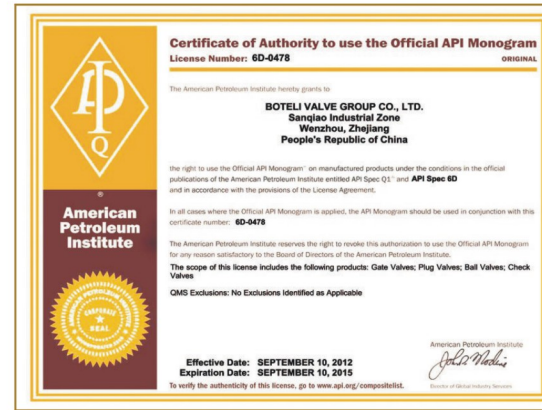 Certificate of Authority to use the Official API Monogram
License Number: 6D-0478
ORIGINAL
The American Petroleum Institute hereby grants to
BOTELI VALVE GROUP CO., LTD.
Sanqiao Industrial Zone
Wenzhou, Zhejiang
People's Republic of China
the right to use the Official API Monogram® on manufactured products under the conditions in the official
publications of the American Petroleum Institute entitled API Spec Q1® and API Spec 6D
and in accordance with the provisions of the License Agreement.
In all cases where the Official API Monogram is applied, the API Monogram should be used in conjunction with this
certificate number: 6D-0478
The American Petroleum Institute reserves the right to revoke this authorization to use the Official API Monogram
for any reason satisfactory to the Board of Directors of the American Petroleum Institute.
The scope of this license includes the following products: Gate Valves; Plug Valves; Ball Valves; Check
Valves
QMS Exclusions: No Exclusions Identified as Applicable
Effective Date: SEPTEMBER 10, 2012
Expiration Date: SEPTEMBER 10, 2015
To verify the authenticity of this license, go to www.api.org/compositelist.
American Petroleum Institute
Director of Global Industry Services
API
Q
®
American
Petroleum
Institute
CORPORATE
SEAL